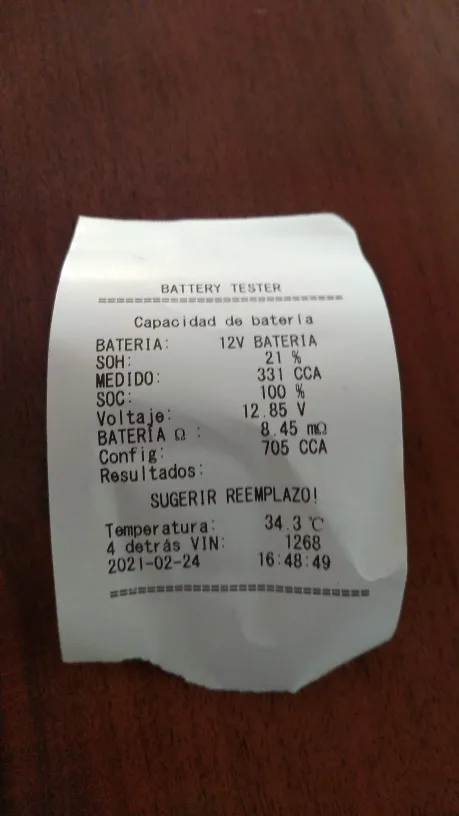 BATTERY TESTER
==================================
Capacidad de batería
BATERIA: 12V BATERIA
SOH: 21 %
MEDIDO: 331 CCA
SOC: 100 %
Voltaje: 12.85 V
BATERIA Ω : 8.45 mΩ
Config: 705 CCA
Resultados:
SUGERIR REEMPLAZO!
Temperatura: 34.3 ℃
4 detrás VIN: 1268
2021-02-24 16:48:49
==================================